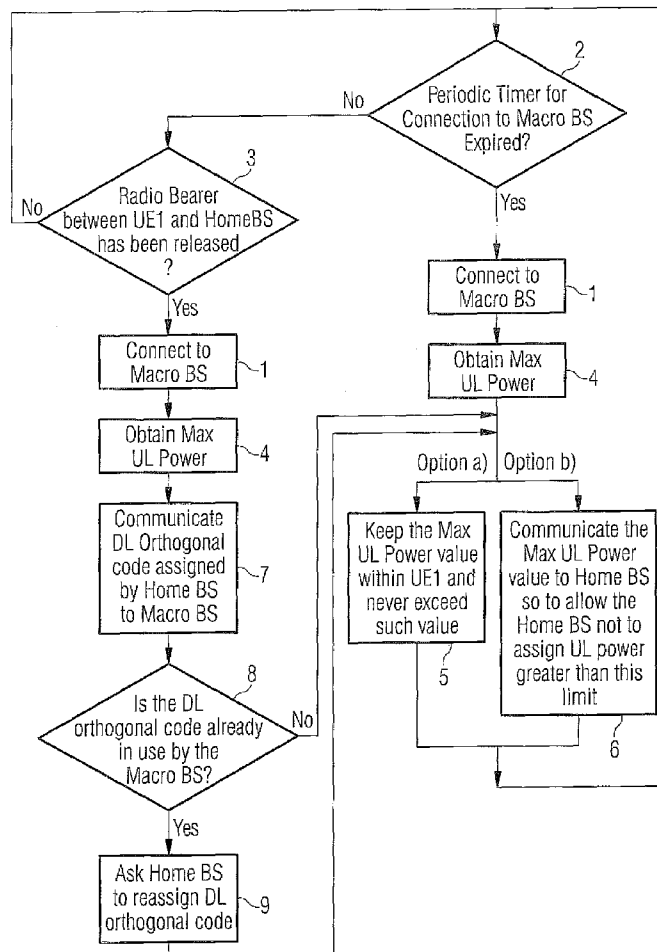 2
Periodic Timer for
Connection to Macro BS
Expired?
No
Yes
3
Radio Bearer
between UE1 and HomeBS
has been released
?
No
Yes
Connect to
Macro BS
1
Obtain Max
UL Power
4
Connect to
Macro BS
1
Obtain Max
UL Power
4
Communicate
DL Orthogonal
code assigned
by Home BS
to Macro BS
7
8
Is the DL
orthogonal code already
in use by the
Macro BS?
No
Yes
Ask Home BS
to reassign DL
orthogonal code
9
Option a)
Option b)
Keep the Max
UL Power value
within UE1 and
never exceed
such value
5
Communicate the
Max UL Power
value to Home BS
so to allow the
Home BS not to
assign UL power
greater than this
limit
6